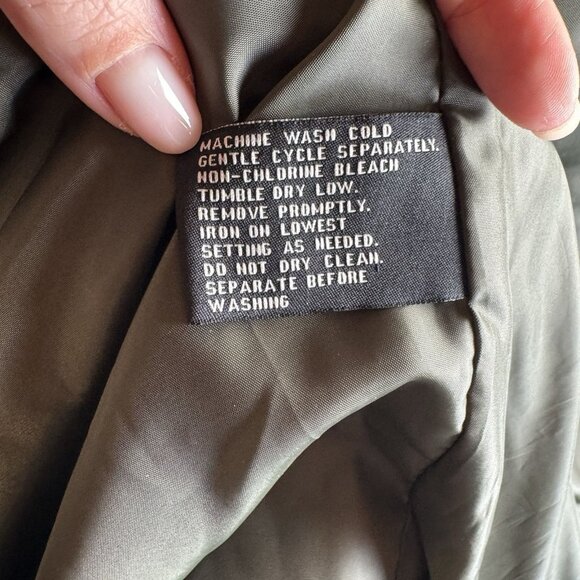 MACHINE WASH COLD
GENTLE CYCLE SEPARATELY.
NON-CHLORINE BLEACH
TUMBLE DRY LOW.
REMOVE PROMPTLY.
IRON ON LOWEST
SETTING AS NEEDED.
DO NOT DRY CLEAN.
SEPARATE BEFORE
WASHING